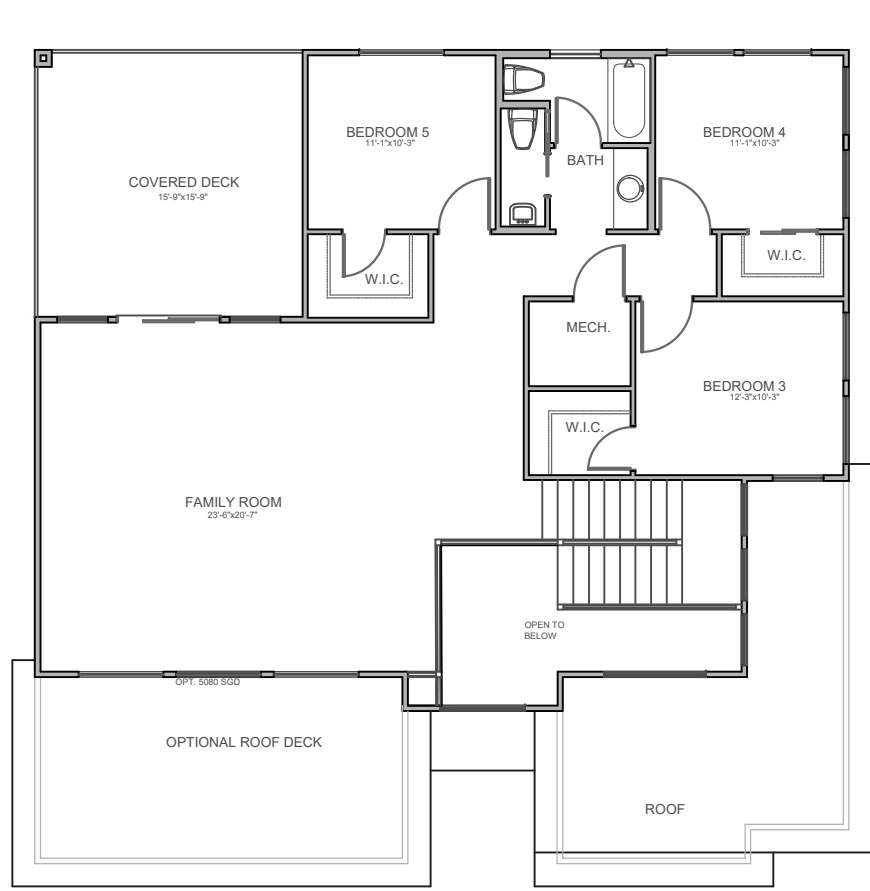 BEDROOM 5
11'-1"x10'-3"
BEDROOM 4
11'-1"x10'-3"
BATH
COVERED DECK
15'-9"x15'-9"
W.I.C.
W.I.C.
MECH.
BEDROOM 3
12'-3"x10'-3"
W.I.C.
FAMILY ROOM
23'-6"x20'-7"
OPEN TO
BELOW
OPT. 5080 SGD
OPTIONAL ROOF DECK
ROOF